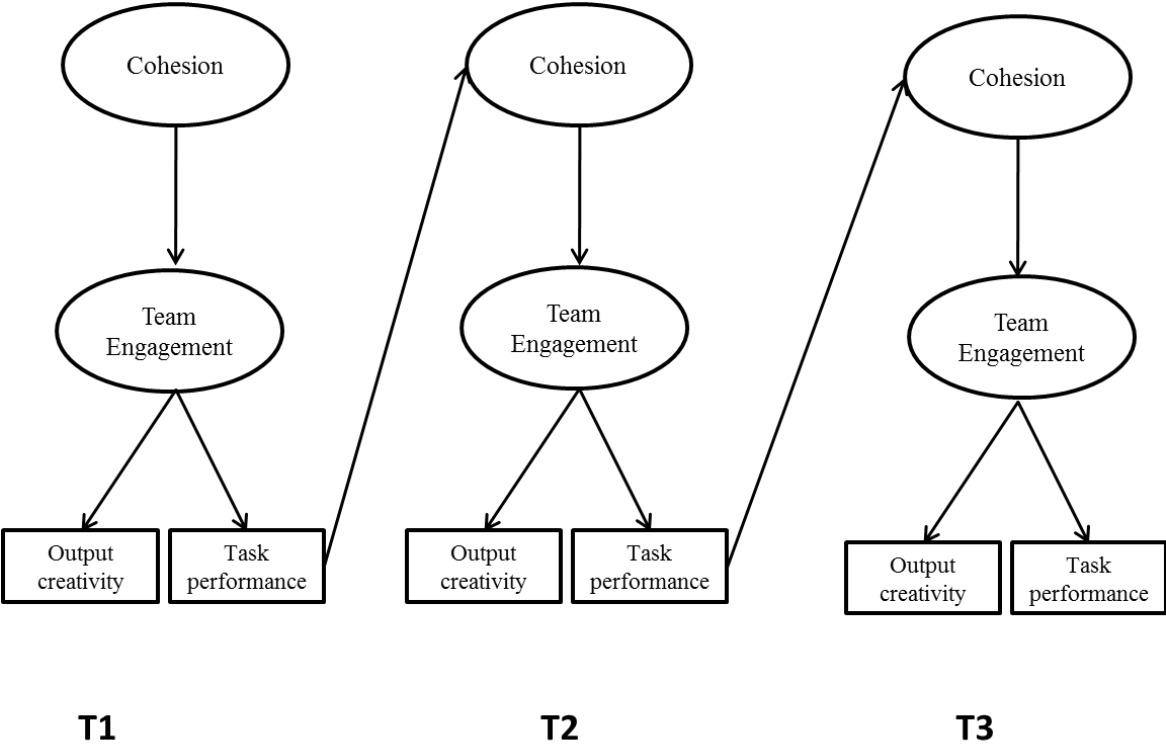 Cohesion
Cohesion
Cohesion
Team
Engagement
Team
Engagement
Team
Engagement
Output
creativity
Task
performance
Output
creativity
Task
performance
Output
creativity
Task
performance
T1
T2
T3